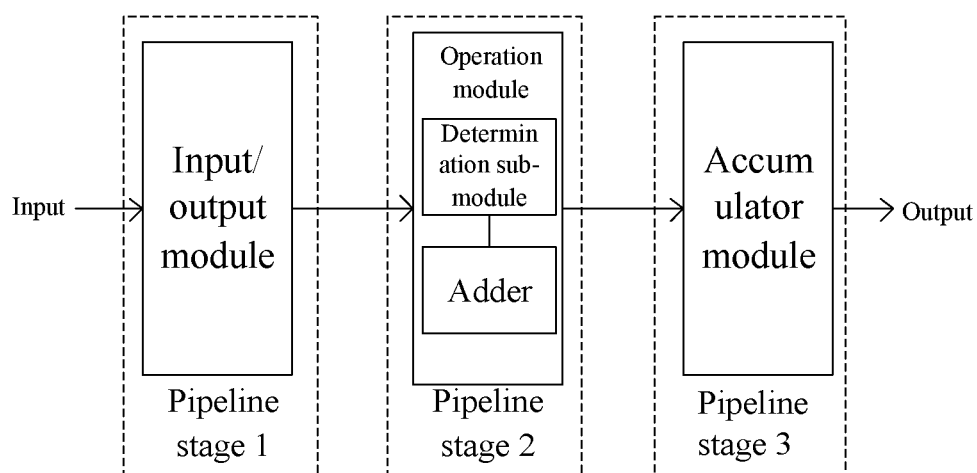 Input
Input/
output
module
Pipeline
stage 1
Operation
module
Determin
ation sub-
module
Adder
Pipeline
stage 2
Accum
ulator
module
Pipeline
stage 3
Output